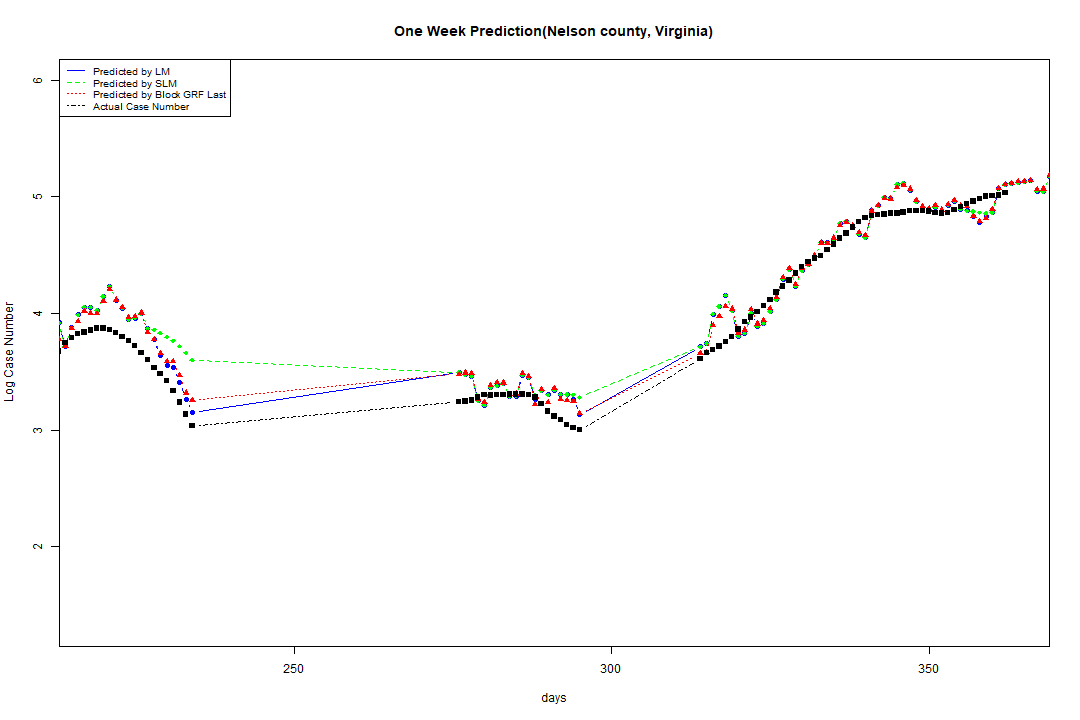 One Week Prediction(Nelson county, Virginia)
Predicted by LM
Predicted by SLM
Predicted by Block GRF Last
Actual Case Number
6
5
4
3
2
Log Case Number
250
300
350
days